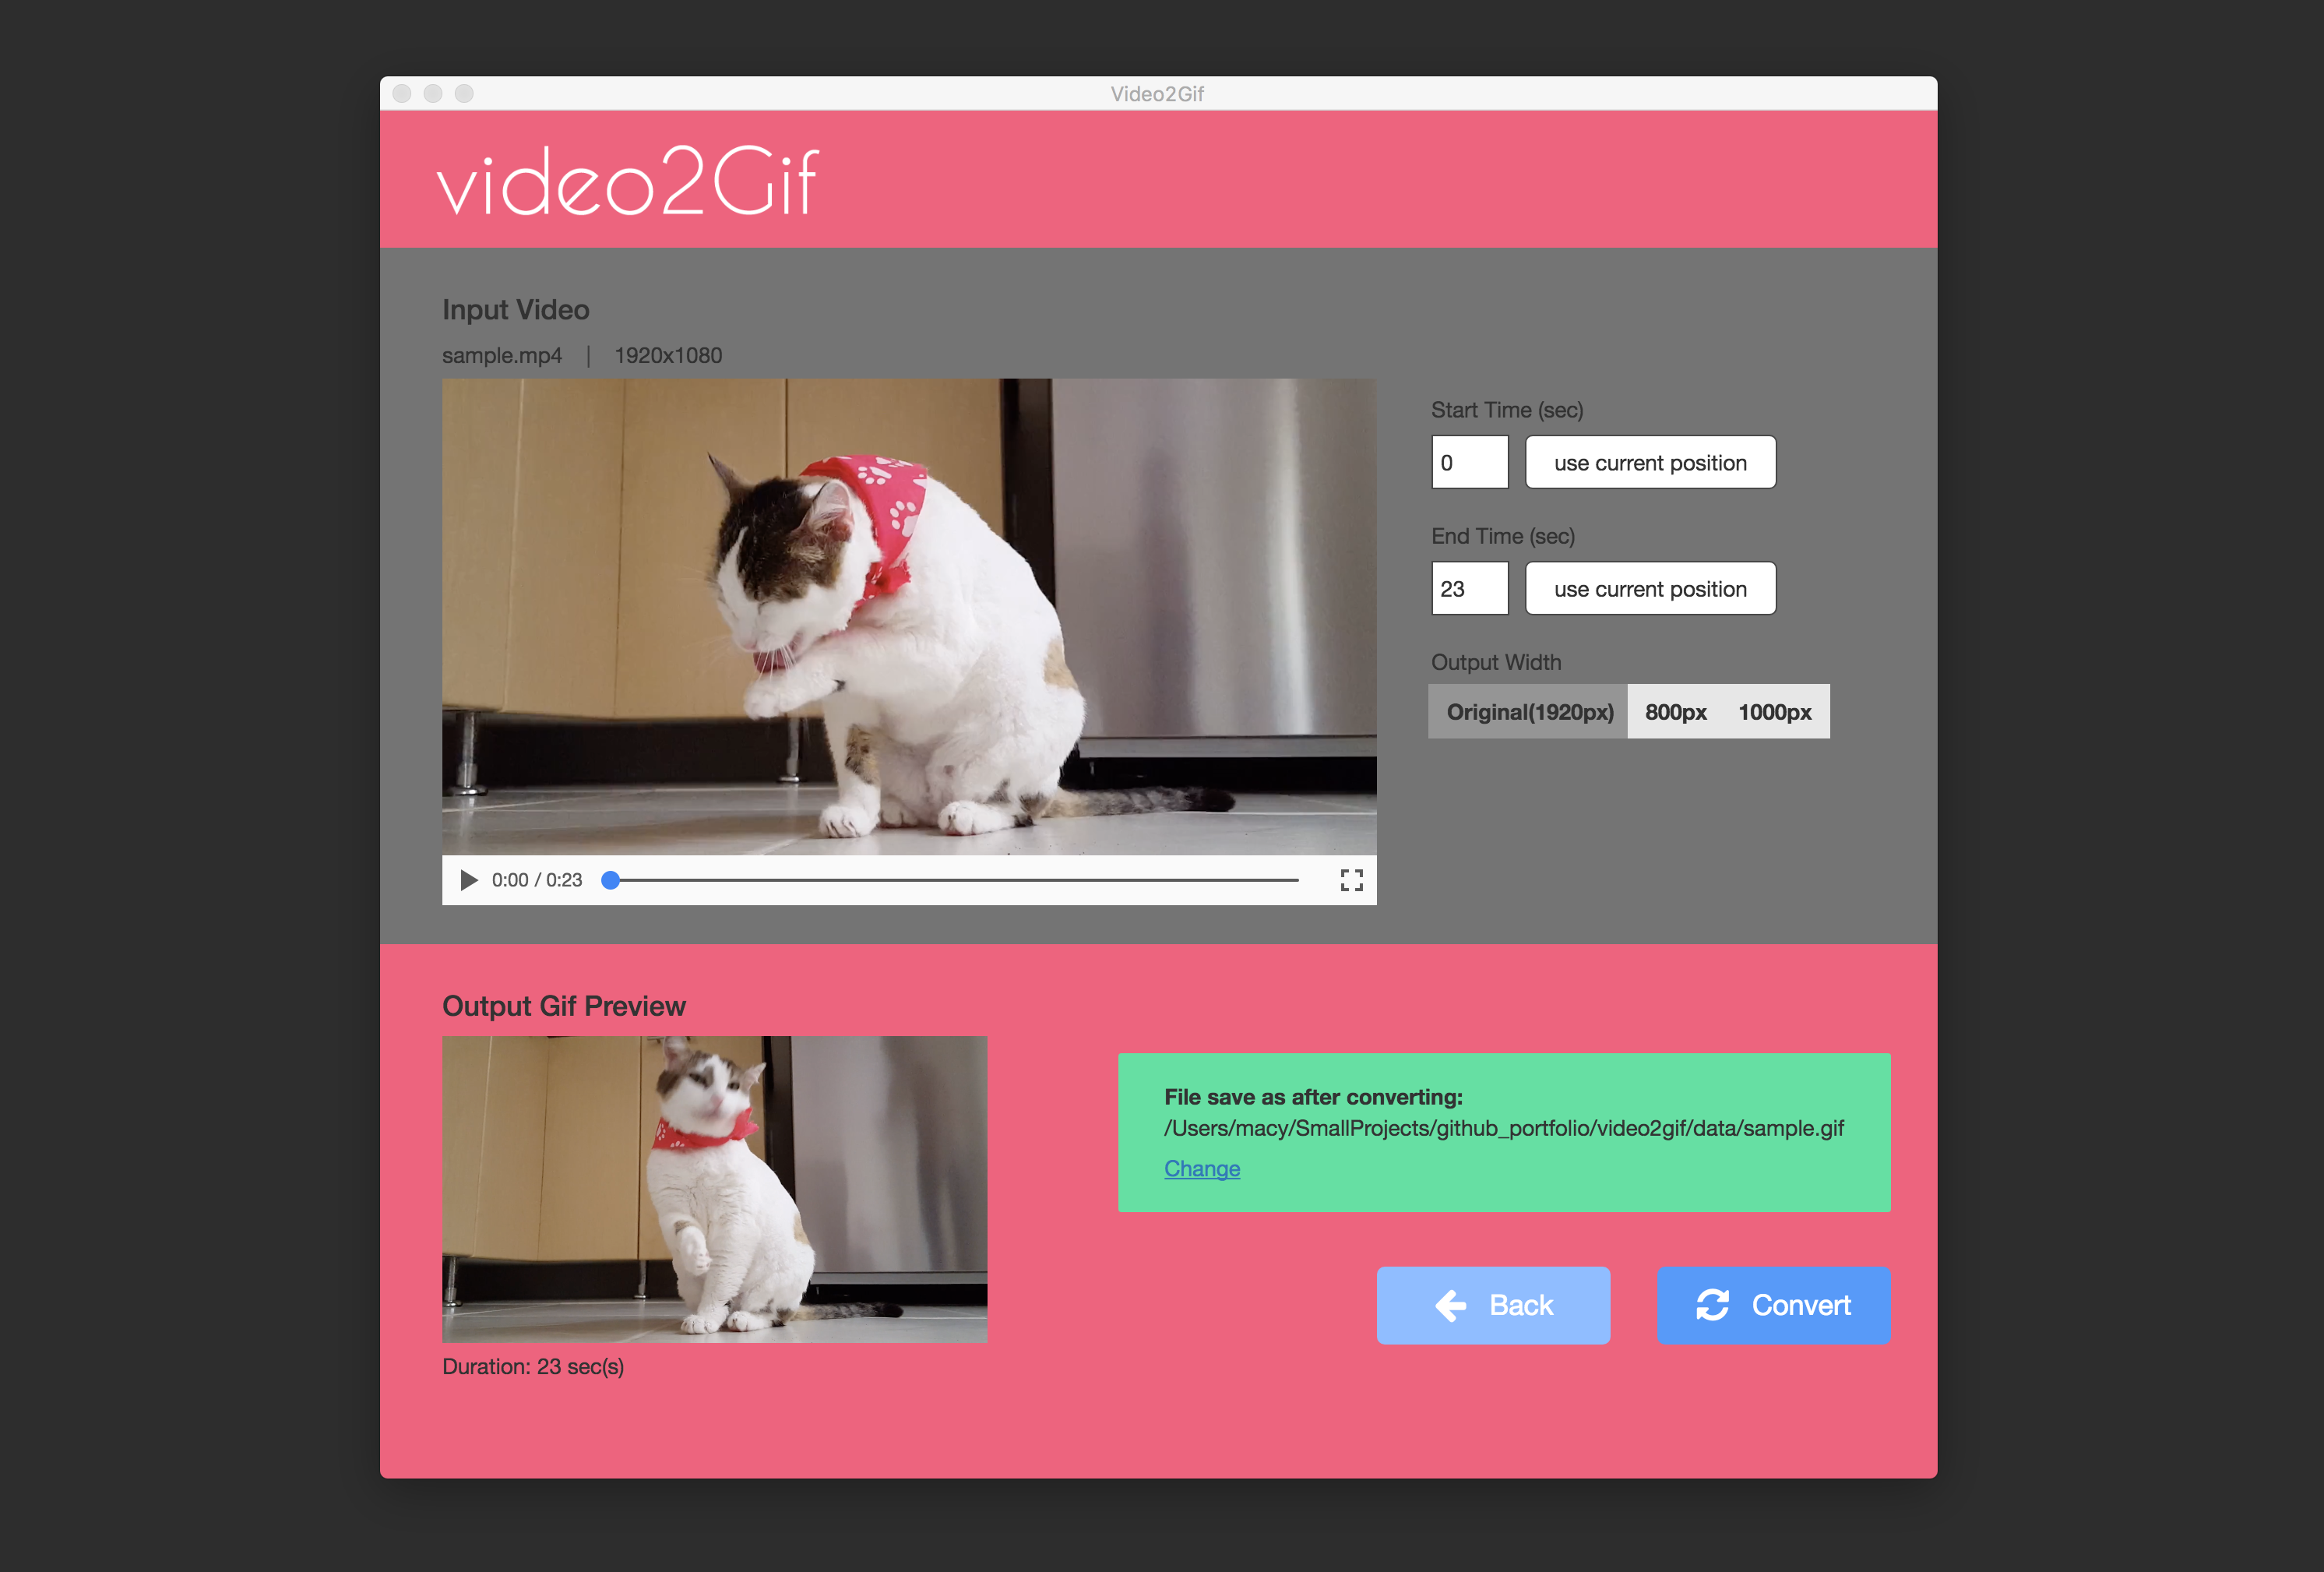 Video2Gif
video2Gif
Input Video
sample.mp4 | 1920x1080
Start Time (sec)
0 use current position
End Time (sec)
23 use current position
Output Width
Original(1920px) 800px 1000px
0:00 / 0:23
Output Gif Preview
File save as after converting:
/Users/macy/SmallProjects/github_portfolio/video2gif/data/sample.gif
Change
Back Convert
Duration: 23 sec(s)